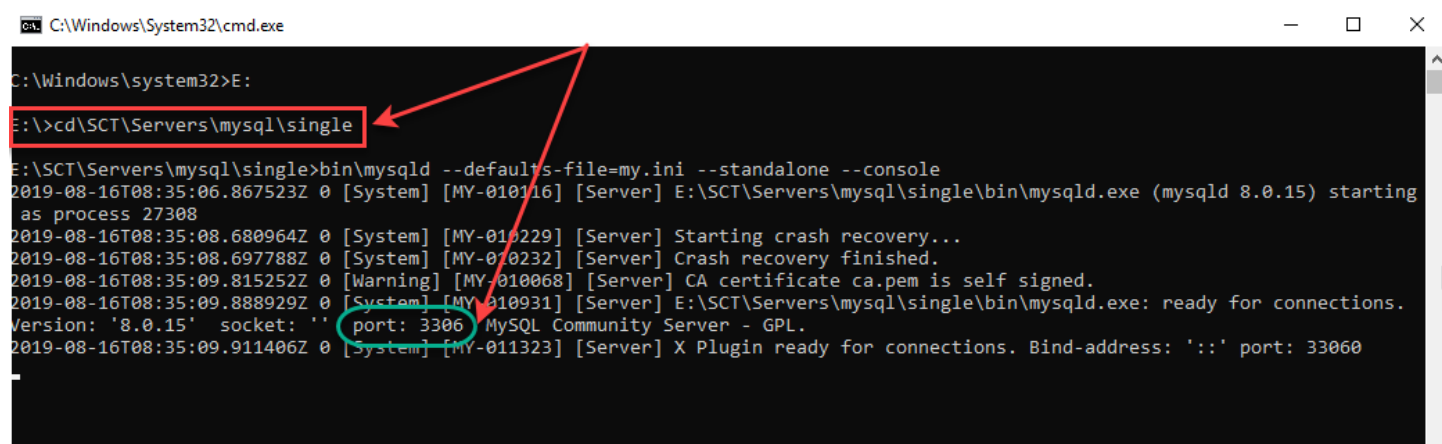 C:\Windows\System32\cmd.exe
C:\Windows\system32>E:
E:\>cd\SCT\Servers\mysql\single
E:\SCT\Servers\mysql\single>bin\mysqld --defaults-file=my.ini --standalone --console
2019-08-16T08:35:06.867523Z 0 [System] [MY-010116] [Server] E:\SCT\Servers\mysql\single\bin\mysqld.exe (mysqld 8.0.15) starting
as process 27308
2019-08-16T08:35:08.680964Z 0 [System] [MY-010229] [Server] Starting crash recovery...
2019-08-16T08:35:08.697788Z 0 [System] [MY-010232] [Server] Crash recovery finished.
2019-08-16T08:35:09.815252Z 0 [Warning] [MY-010068] [Server] CA certificate ca.pem is self signed.
2019-08-16T08:35:09.888929Z 0 [System] [MY-010931] [Server] E:\SCT\Servers\mysql\single\bin\mysqld.exe: ready for connections.
Version: '8.0.15'  socket: ''  port: 3306  MySQL Community Server - GPL.
2019-08-16T08:35:09.911406Z 0 [System] [MY-011323] [Server] X Plugin ready for connections. Bind-address: '::' port: 33060